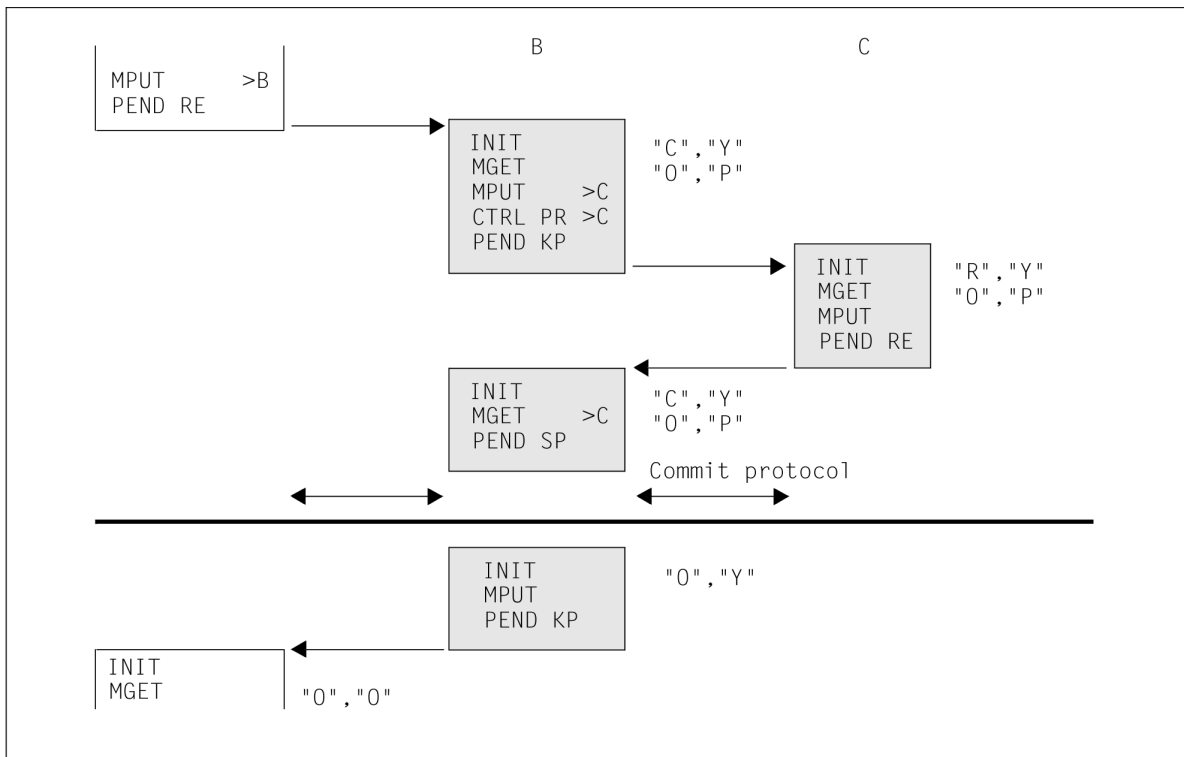 B C
MPUT >B
PEND RE
INIT
MGET
MPUT >C
CTRL PR >C
PEND KP
"C","Y"
"O","P"
INIT
MGET
MPUT
PEND RE
"R","Y"
"O","P"
INIT
MGET >C
PEND SP
"C","Y"
"O","P"
Commit protocol
INIT
MPUT
PEND KP
"O","Y"
INIT
MGET
"O","O"